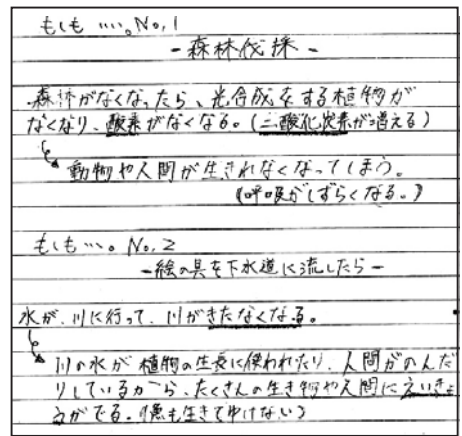 もしも …。No.1
-森林伐採-
森林がなくなったら、光合成をする植物が
なくなり、酸素がなくなる。(二酸化炭素が増える)
動物や人間が生きれなくなってしまう。
(呼吸がしずらくなる。)
もしも…。No.2
-絵の具を下水道に流したら-
水が、川に行って、川がきたなくなる。
川の水が植物の生長に使われたり、人間がのんだ
りしているから、たくさんの生き物や人間にえいきょ
うがでる。(魚も生きてゆけない)